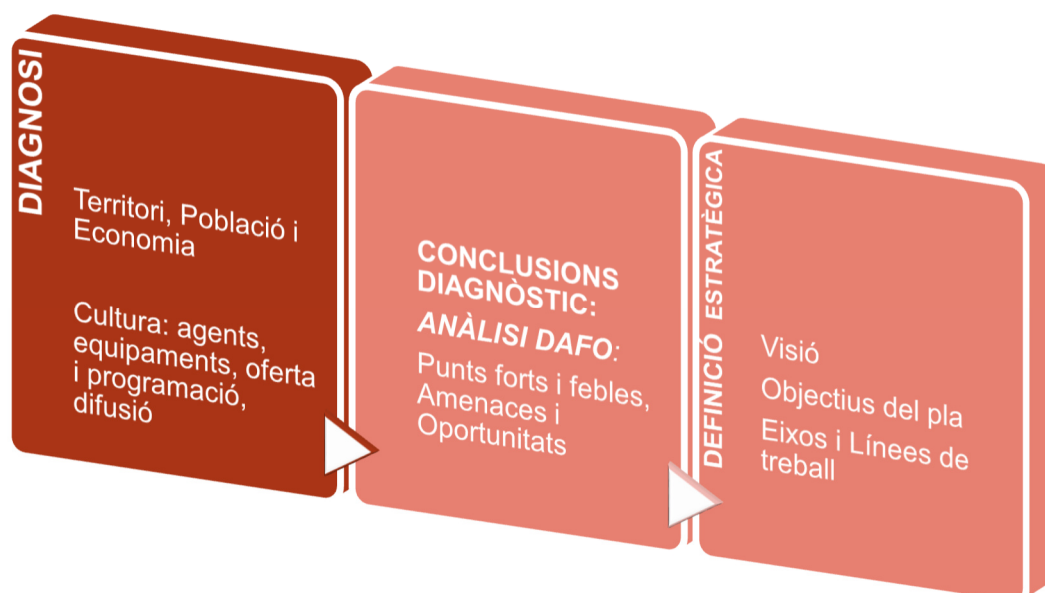 DIAGNOSI
Territori, Població i
Economia
Cultura: agents,
equipaments, oferta
i programació,
difusió
CONCLUSIONS
DIAGNÒSTIC:
ANÀLISI DAFO:
Punts forts i febles,
Amenaces i
Oportunitats
DEFINICIÓ ESTRATÈGICA
Visió
Objectius del pla
Eixos i Línees de
treball